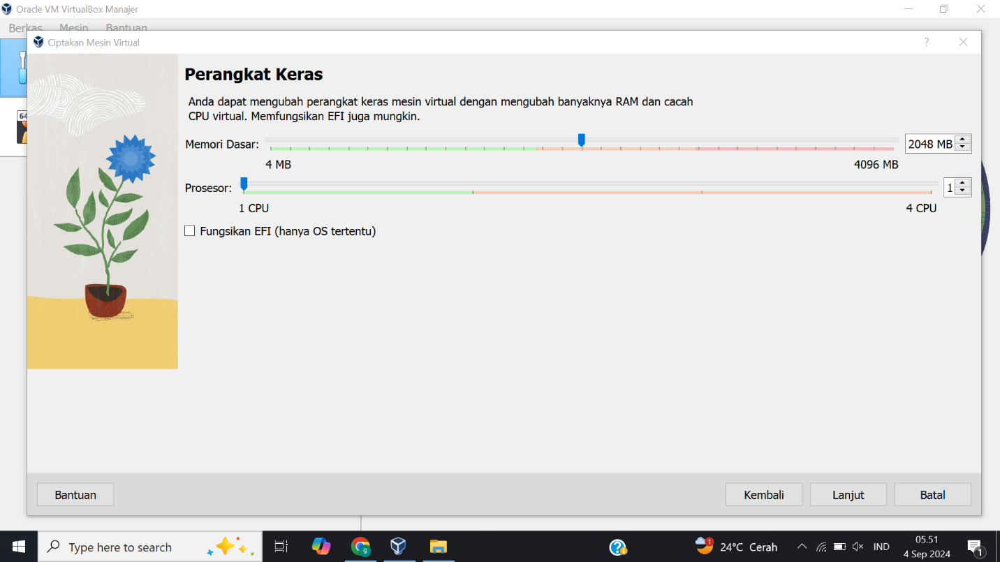 Oracle VM VirtualBox Manajer
Berkas Mesin Bantuan
Ciptakan Mesin Virtual
?
64
Perangkat Keras
Anda dapat mengubah perangkat keras mesin virtual dengan mengubah banyaknya RAM dan cacah
CPU virtual. Memfungsikan EFI juga mungkin.
Memori Dasar:
2048 MB
4 MB
4096 MB
Prosesor:
1
1 CPU
4 CPU
Fungsikan EFI (hanya OS tertentu)
Bantuan
Kembali
Lanjut
Batal
Type here to search
g
?
1
24°C Cerah
IND
05.51
4 Sep 2024
1